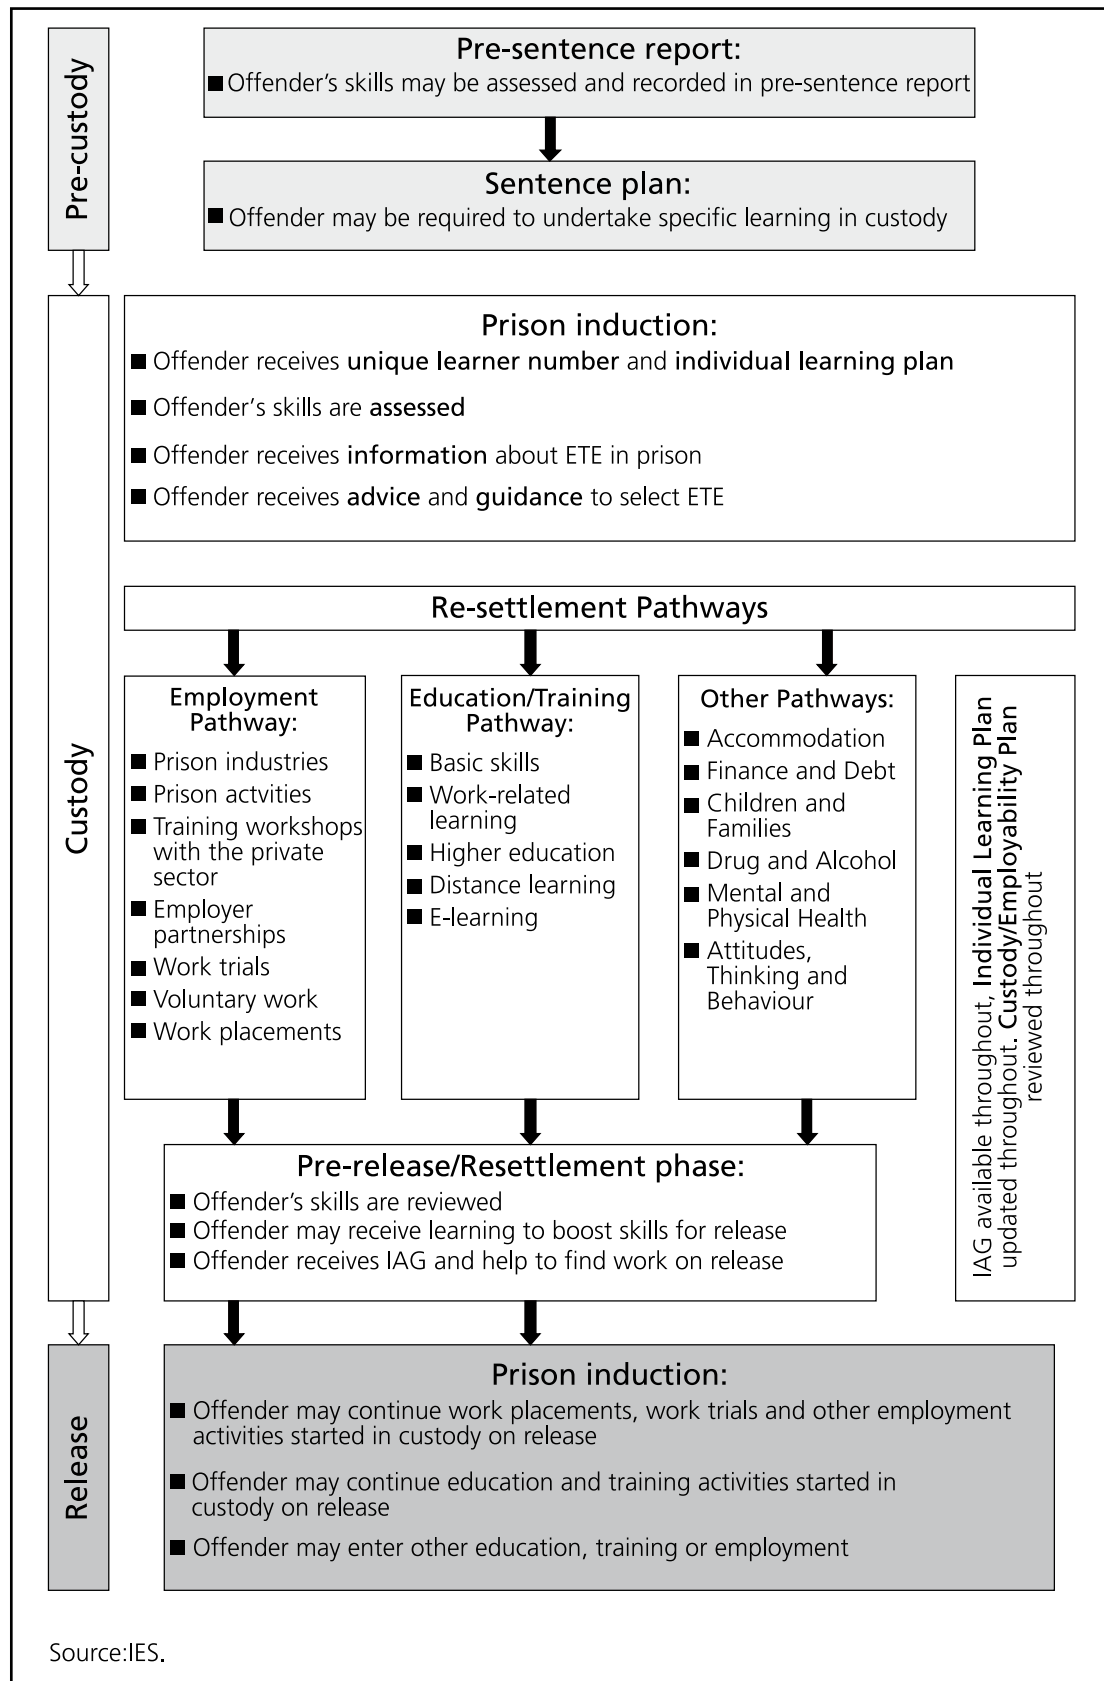 Pre-custody
Pre-sentence report:
■ Offender's skills may be assessed and recorded in pre-sentence report
Sentence plan:
■ Offender may be required to undertake specific learning in custody
Custody
Prison induction:
■ Offender receives unique learner number and individual learning plan
■ Offender's skills are assessed
■ Offender receives information about ETE in prison
■ Offender receives advice and guidance to select ETE
Re-settlement Pathways
Employment
Pathway:
■ Prison industries
■ Prison actvities
■ Training workshops
with the private
sector
■ Employer
partnerships
■ Work trials
■ Voluntary work
■ Work placements
Education/Training
Pathway:
■ Basic skills
■ Work-related
learning
■ Higher education
■ Distance learning
■ E-learning
Other Pathways:
■ Accommodation
■ Finance and Debt
■ Children and
Families
■ Drug and Alcohol
■ Mental and
Physical Health
■ Attitudes,
Thinking and
Behaviour
IAG available throughout, Individual Learning Plan
updated throughout. Custody/Employability Plan
reviewed throughout
Pre-release/Resettlement phase:
■ Offender's skills are reviewed
■ Offender may receive learning to boost skills for release
■ Offender receives IAG and help to find work on release
Release
Prison induction:
■ Offender may continue work placements, work trials and other employment
activities started in custody on release
■ Offender may continue education and training activities started in
custody on release
■ Offender may enter other education, training or employment
Source:IES.